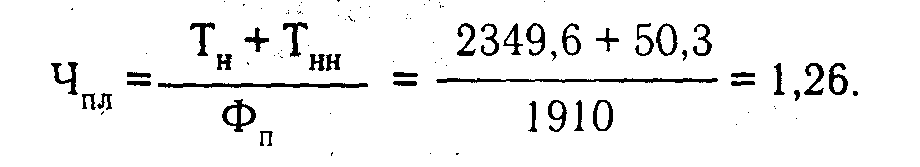 Ч_пл = (Т_н + Т_нн) / Ф_п = (2349,6 + 50,3) / 1910 = 1,26.